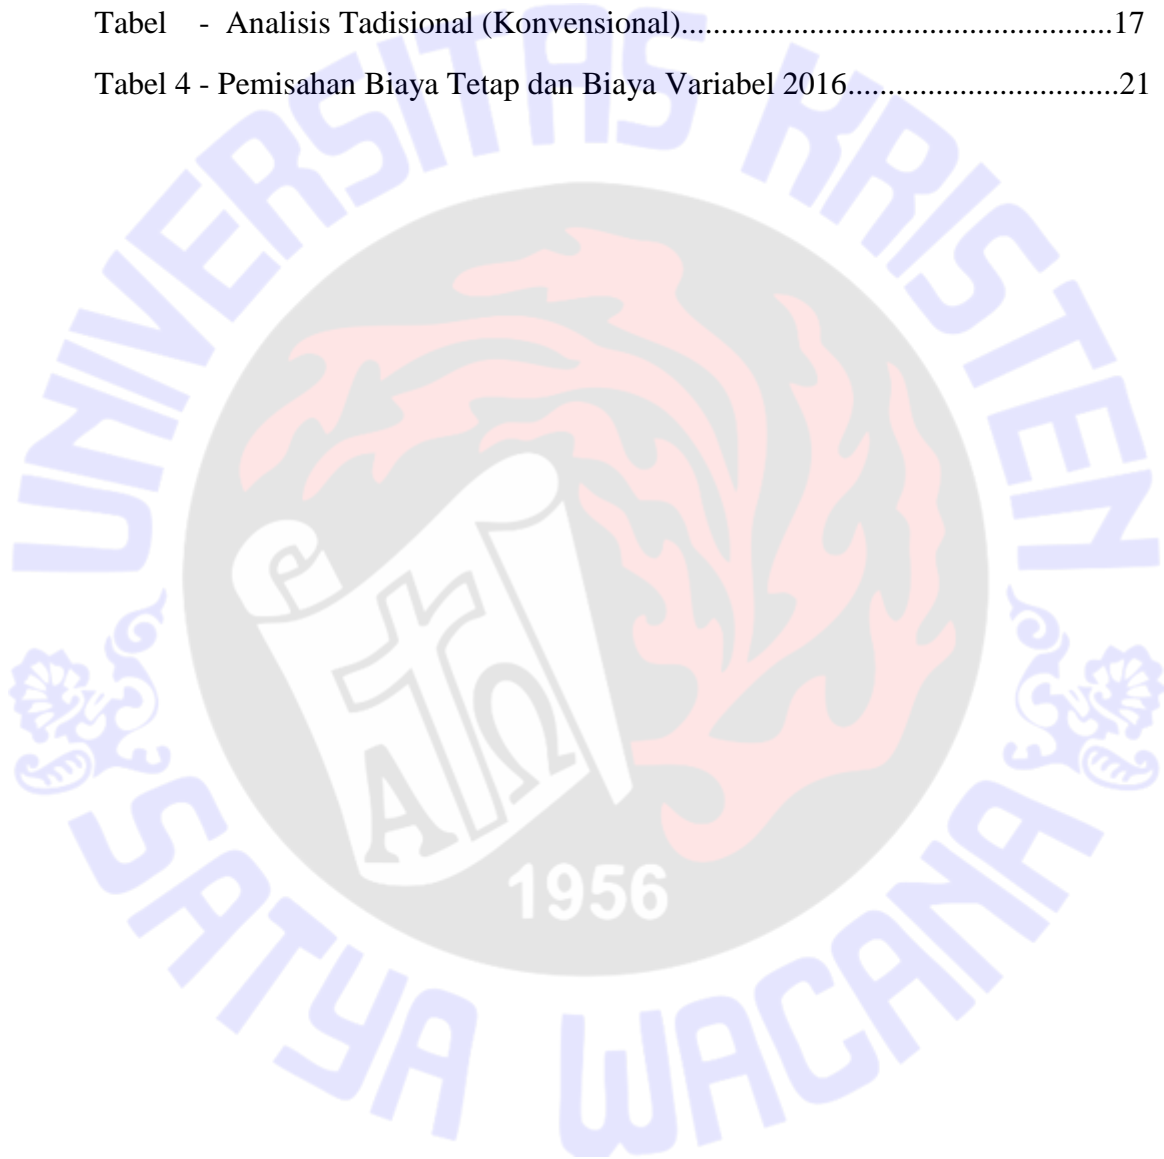 Tabel - Analisis Tadisional (Konvensional)......................................................17
Tabel 4 - Pemisahan Biaya Tetap dan Biaya Variabel 2016..................................21
UNIVERSITAS KRISTEN
ΑΩ
1956
SATYA WACANA